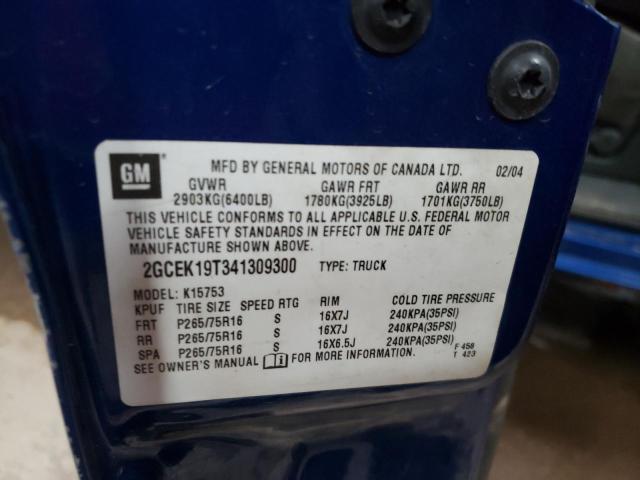 GM
MFD BY GENERAL MOTORS OF CANADA LTD. 02/04
GVWR GAWR FRT GAWR RR
2903KG(6400LB) 1780KG(3925LB) 1701KG(3750LB)
THIS VEHICLE CONFORMS TO ALL APPLICABLE U.S. FEDERAL MOTOR
VEHICLE SAFETY STANDARDS IN EFFECT ON THE DATE OF
MANUFACTURE SHOWN ABOVE.
2GCEK19T341309300 TYPE: TRUCK
MODEL: K15753
KPUF TIRE SIZE SPEED RTG RIM COLD TIRE PRESSURE
FRT P265/75R16 S 16X7J 240KPA(35PSI)
RR P265/75R16 S 16X7J 240KPA(35PSI)
SPA P265/75R16 S 16X6.5J 240KPA(35PSI)
SEE OWNER'S MANUAL FOR MORE INFORMATION.
F 458
T 423